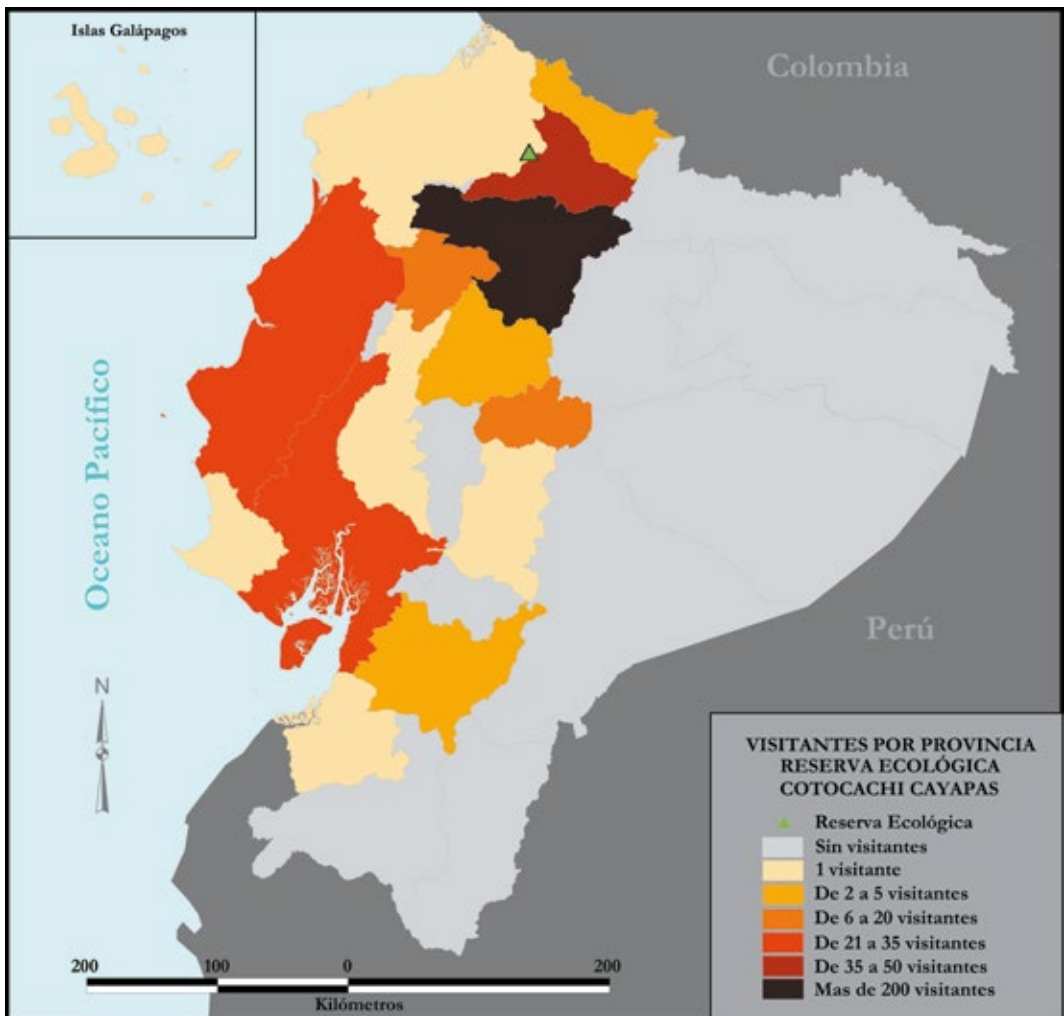 Islas Galápagos
Colombia
Oceano Pacífico
Perú
N
VISITANTES POR PROVINCIA
RESERVA ECOLÓGICA
COTOCACHI CAYAPAS
Reserva Ecológica
Sin visitantes
1 visitante
De 2 a 5 visitantes
De 6 a 20 visitantes
De 21 a 35 visitantes
De 35 a 50 visitantes
Mas de 200 visitantes
200 100 0 200
Kilómetros